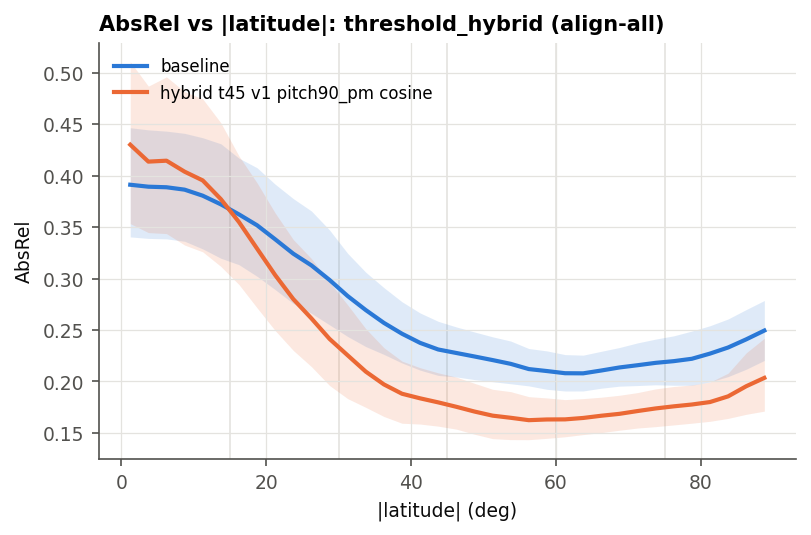 AbsRel vs |latitude|: threshold_hybrid (align-all)
baseline
hybrid t45 v1 pitch90_pm cosine
AbsRel
0.50
0.45
0.40
0.35
0.30
0.25
0.20
0.15
0 20 40 60 80
|latitude| (deg)